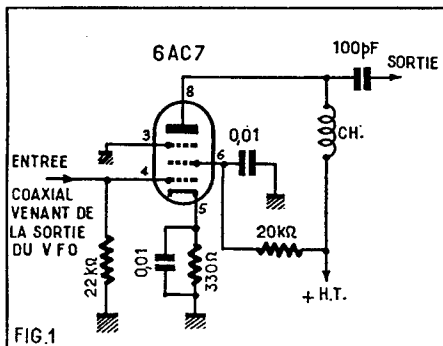 6AC7
100pF
SORTIE
8
3
0,01
CH.
6
ENTREE
4
COAXIAL
VENANT DE
LA SORTIE
DU VFO
5
22kΩ
0,01
330Ω
20kΩ
+ H.T.
FIG.1